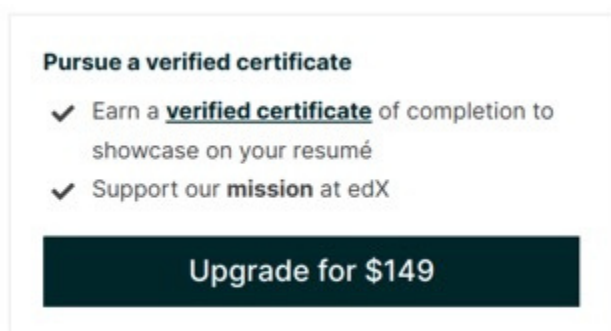 Pursue a verified certificate
Earn a verified certificate of completion to
showcase on your resumé
Support our mission at edX
Upgrade for $149